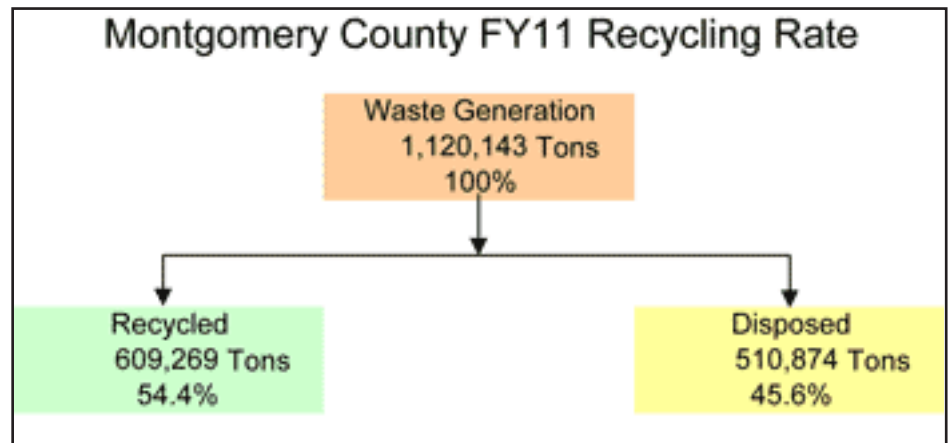 Montgomery County FY11 Recycling Rate
Waste Generation
1,120,143 Tons
100%
Recycled
609,269 Tons
54.4%
Disposed
510,874 Tons
45.6%